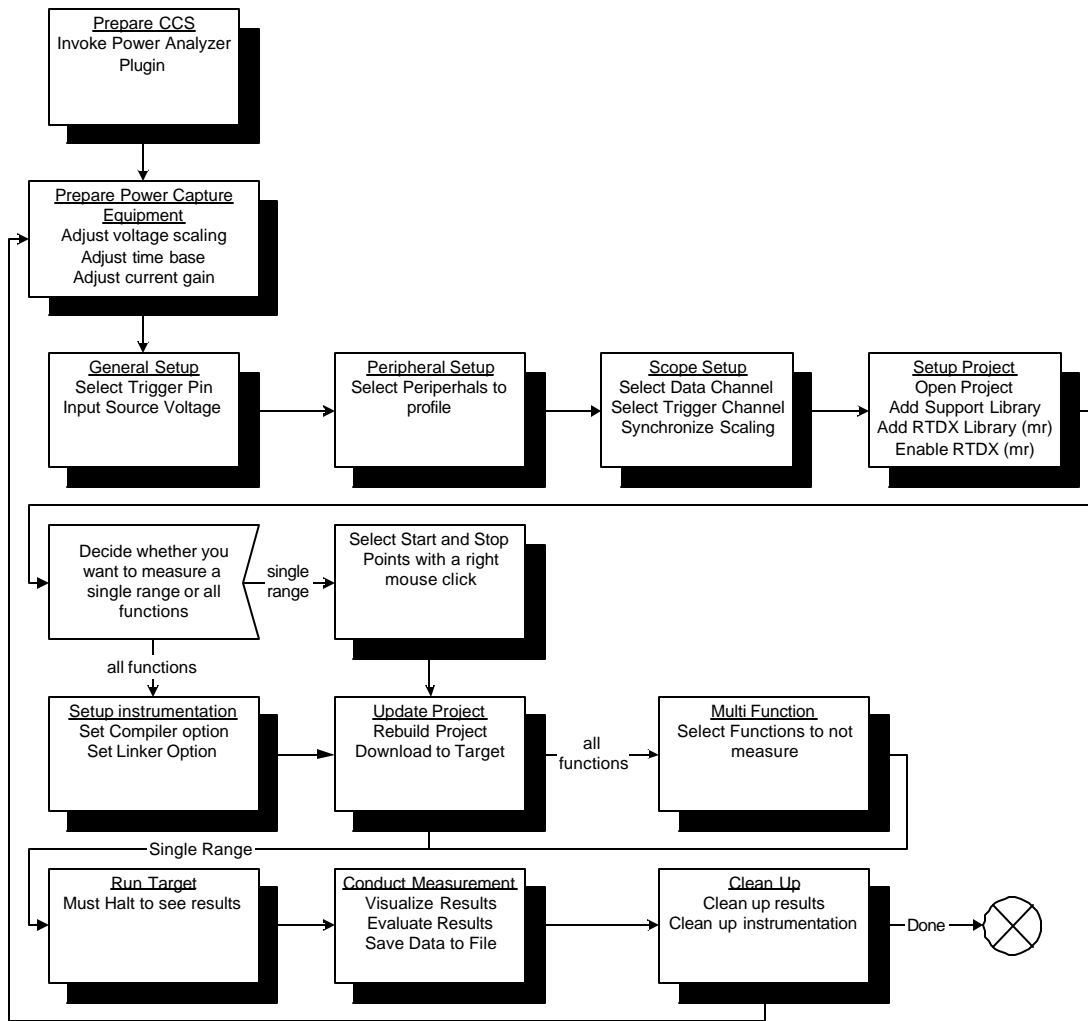 Prepare CCS
Invoke Power Analyzer
Plugin
Prepare Power Capture
Equipment
Adjust voltage scaling
Adjust time base
Adjust current gain
General Setup
Select Trigger Pin
Input Source Voltage
Peripheral Setup
Select Periperhals to
profile
Scope Setup
Select Data Channel
Select Trigger Channel
Synchronize Scaling
Setup Project
Open Project
Add Support Library
Add RTDX Library (mr)
Enable RTDX (mr)
Decide whether you
want to measure a
single range or all
functions
single
range
Select Start and Stop
Points with a right
mouse click
all functions
Setup instrumentation
Set Compiler option
Set Linker Option
Update Project
Rebuild Project
Download to Target
all
functions
Multi Function
Select Functions to not
measure
Single Range
Run Target
Must Halt to see results
Conduct Measurement
Visualize Results
Evaluate Results
Save Data to File
Clean Up
Clean up results
Clean up instrumentation
Done